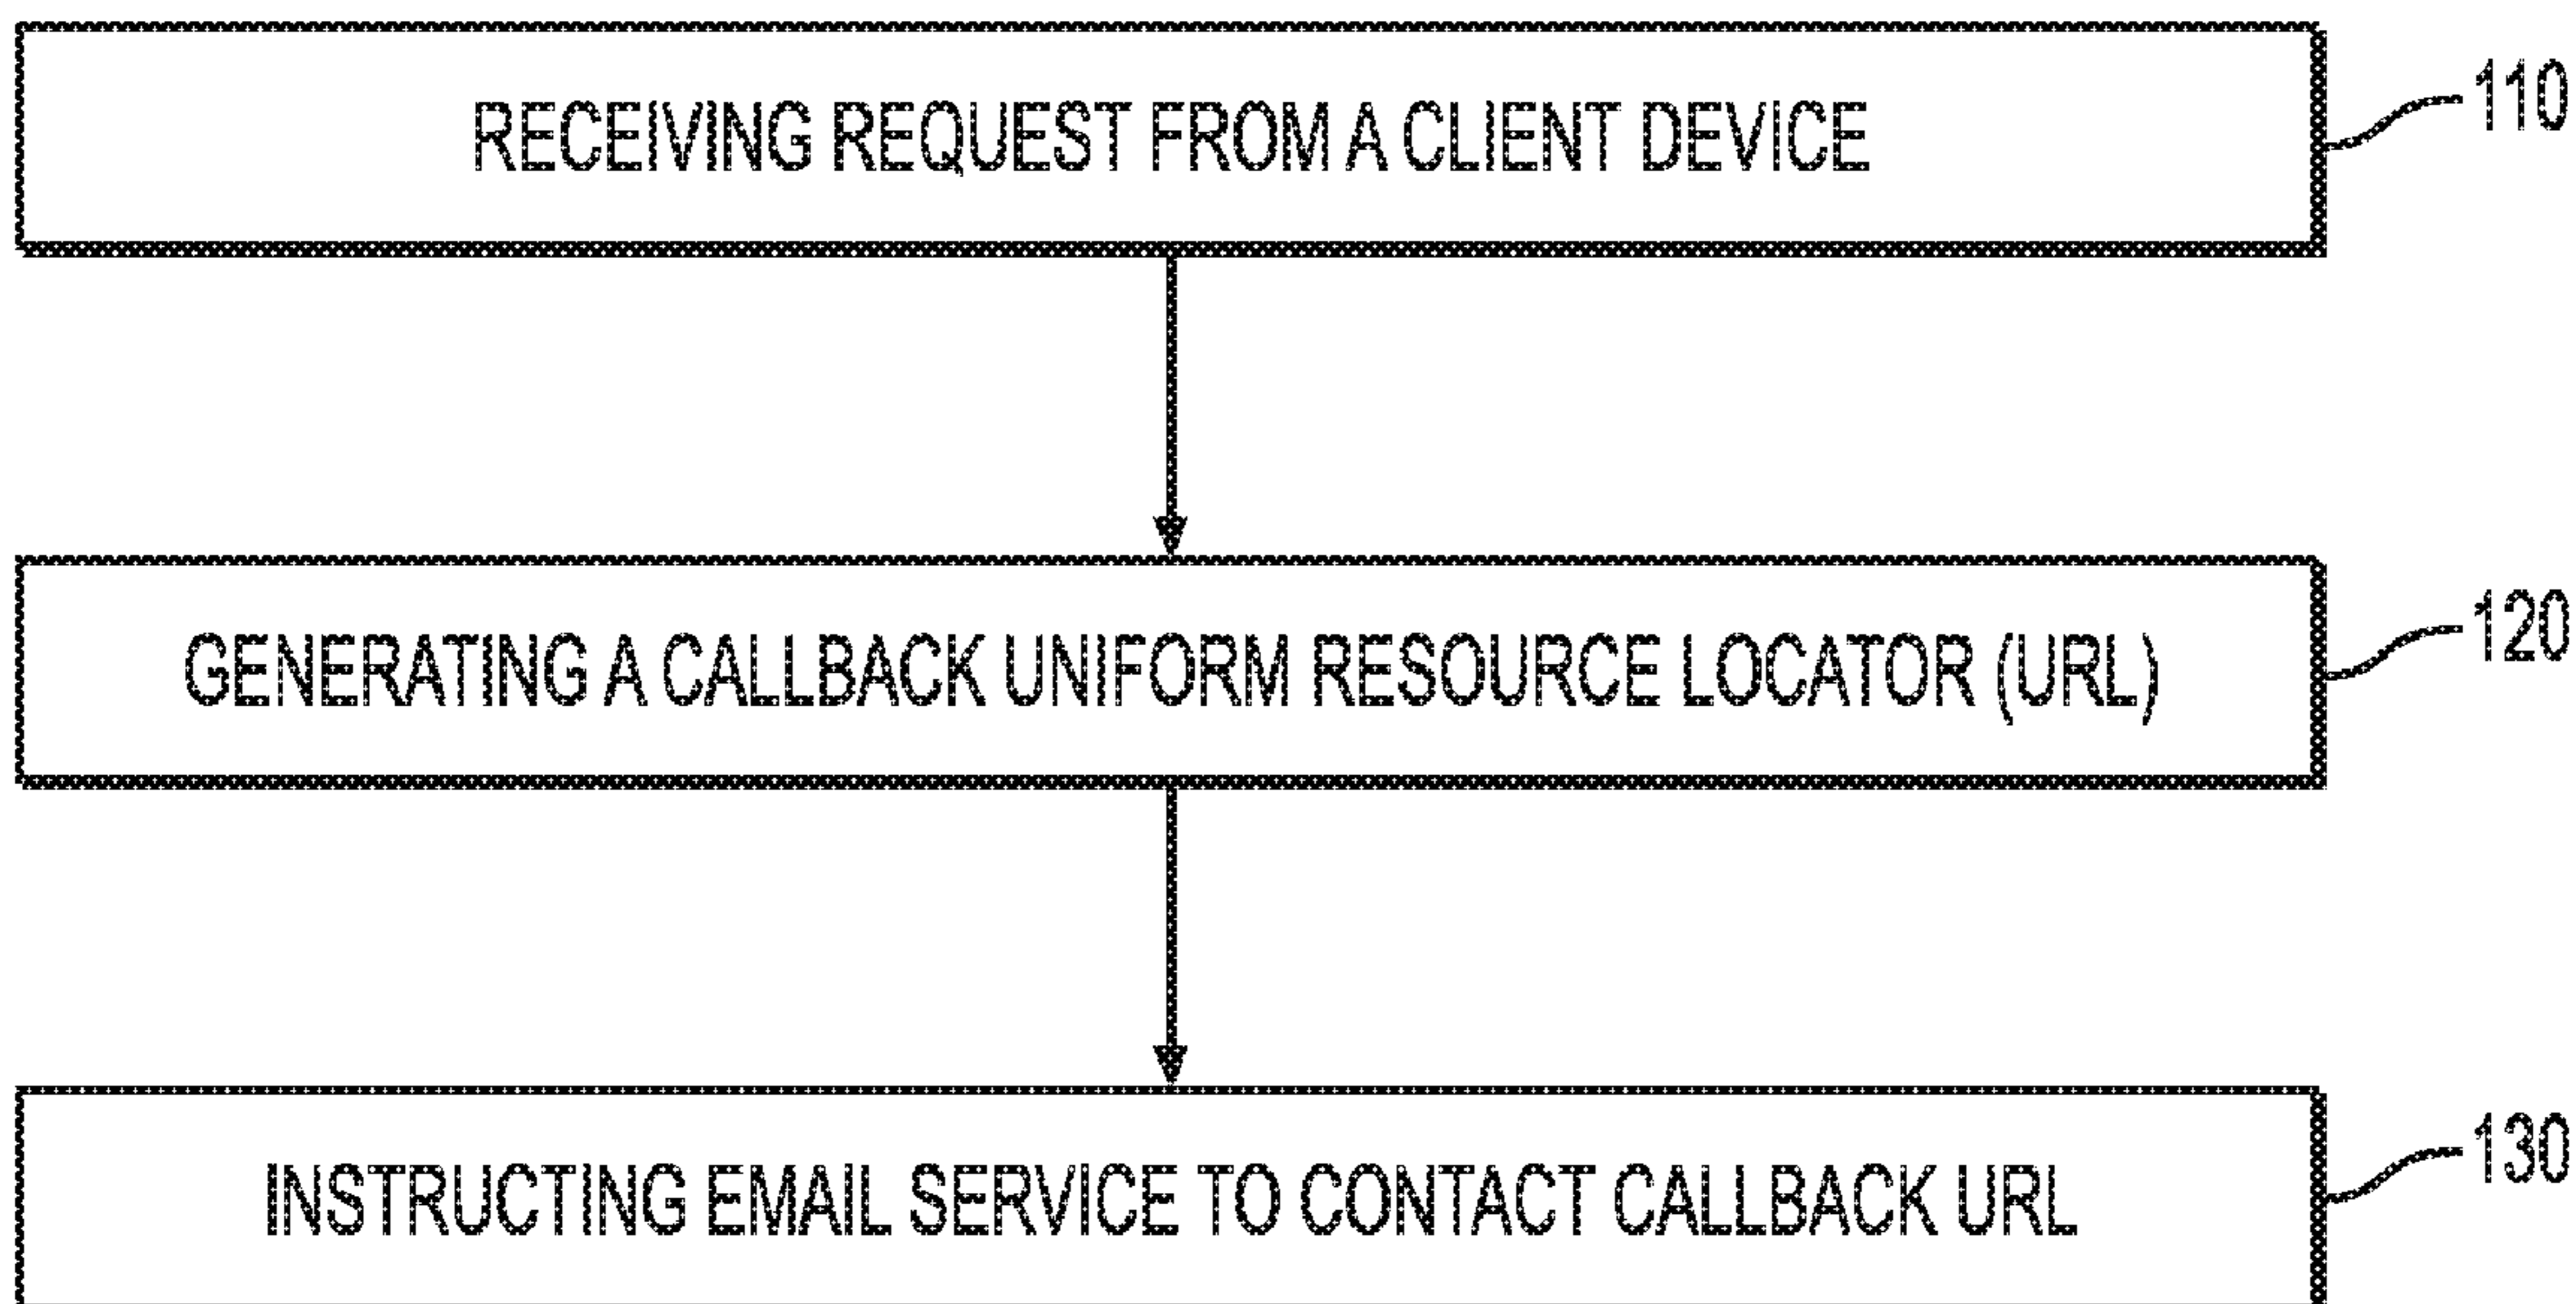 RECEIVING REQUEST FROM A CLIENT DEVICE
110
GENERATING A CALLBACK UNIFORM RESOURCE LOCATOR (URL)
120
INSTRUCTING EMAIL SERVICE TO CONTACT CALLBACK URL
130